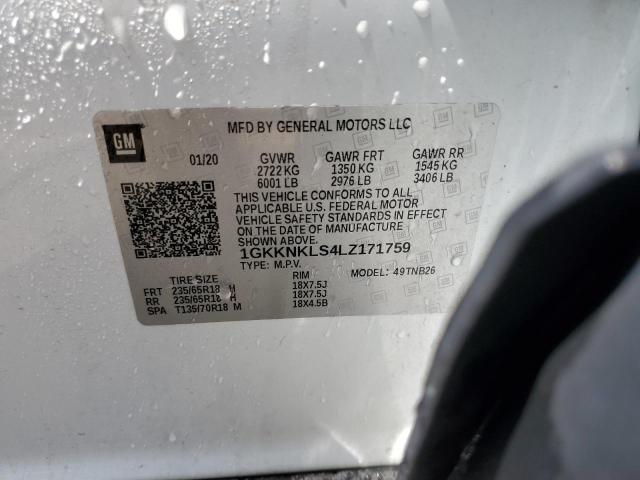 GM
MFD BY GENERAL MOTORS LLC
01/20 GVWR GAWR FRT GAWR RR
2722 KG 1350 KG 1545 KG
6001 LB 2976 LB 3406 LB
THIS VEHICLE CONFORMS TO ALL
APPLICABLE U.S. FEDERAL MOTOR
VEHICLE SAFETY STANDARDS IN EFFECT
ON THE DATE OF MANUFACTURE
SHOWN ABOVE.
1GKKNKLS4LZ171759
TYPE: M.P.V. MODEL: 49TNB26
TIRE SIZE RIM
FRT 235/65R18 H 18X7.5J
RR 235/65R18 H 18X7.5J
SPA T135/70R18 M 18X4.5B